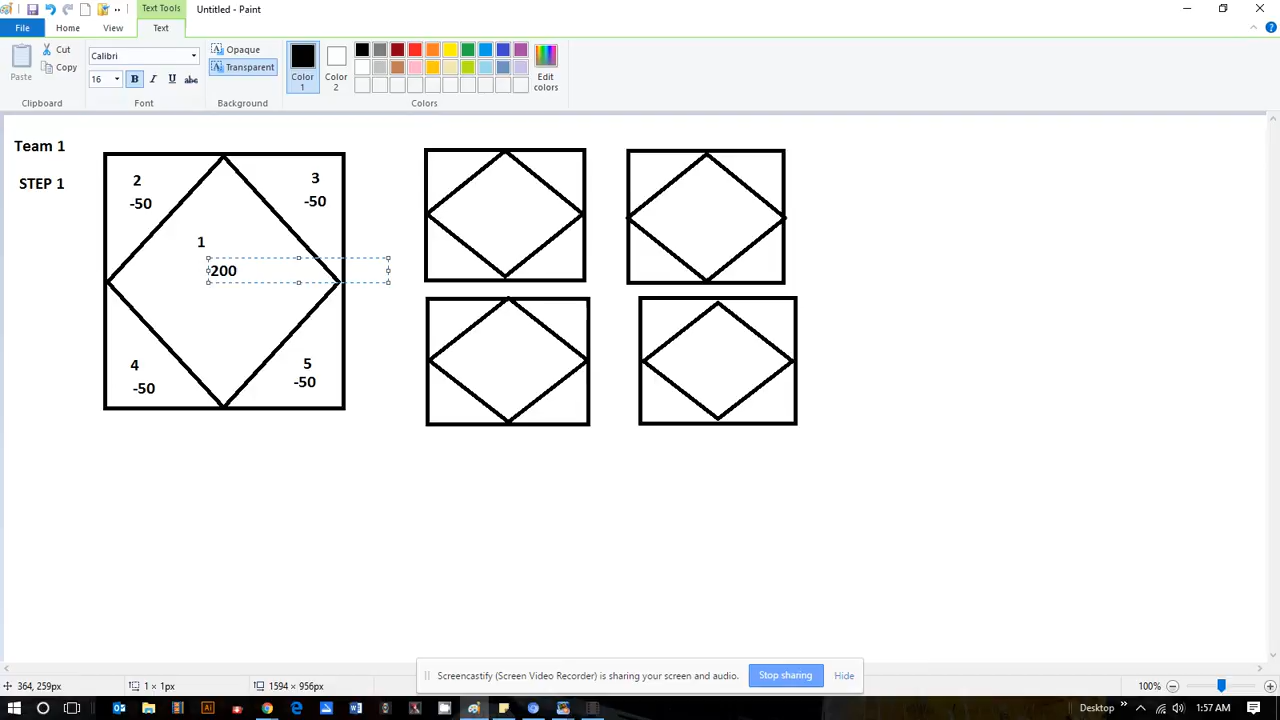 Text Tools
Untitled - Paint
File
Home
View
Text
Paste
Cut
Copy
Clipboard
Calibri
16
B I U abc
Font
Opaque
Transparent
Background
Color 1
Color 2
Colors
Edit colors
Team 1
STEP 1
2
-50
3
-50
1
200
4
-50
5
-50
Screencastify (Screen Video Recorder) is sharing your screen and audio.
Stop sharing
Hide
364, 259px
1 × 1px
1594 × 956px
100%
Desktop
1:57 AM